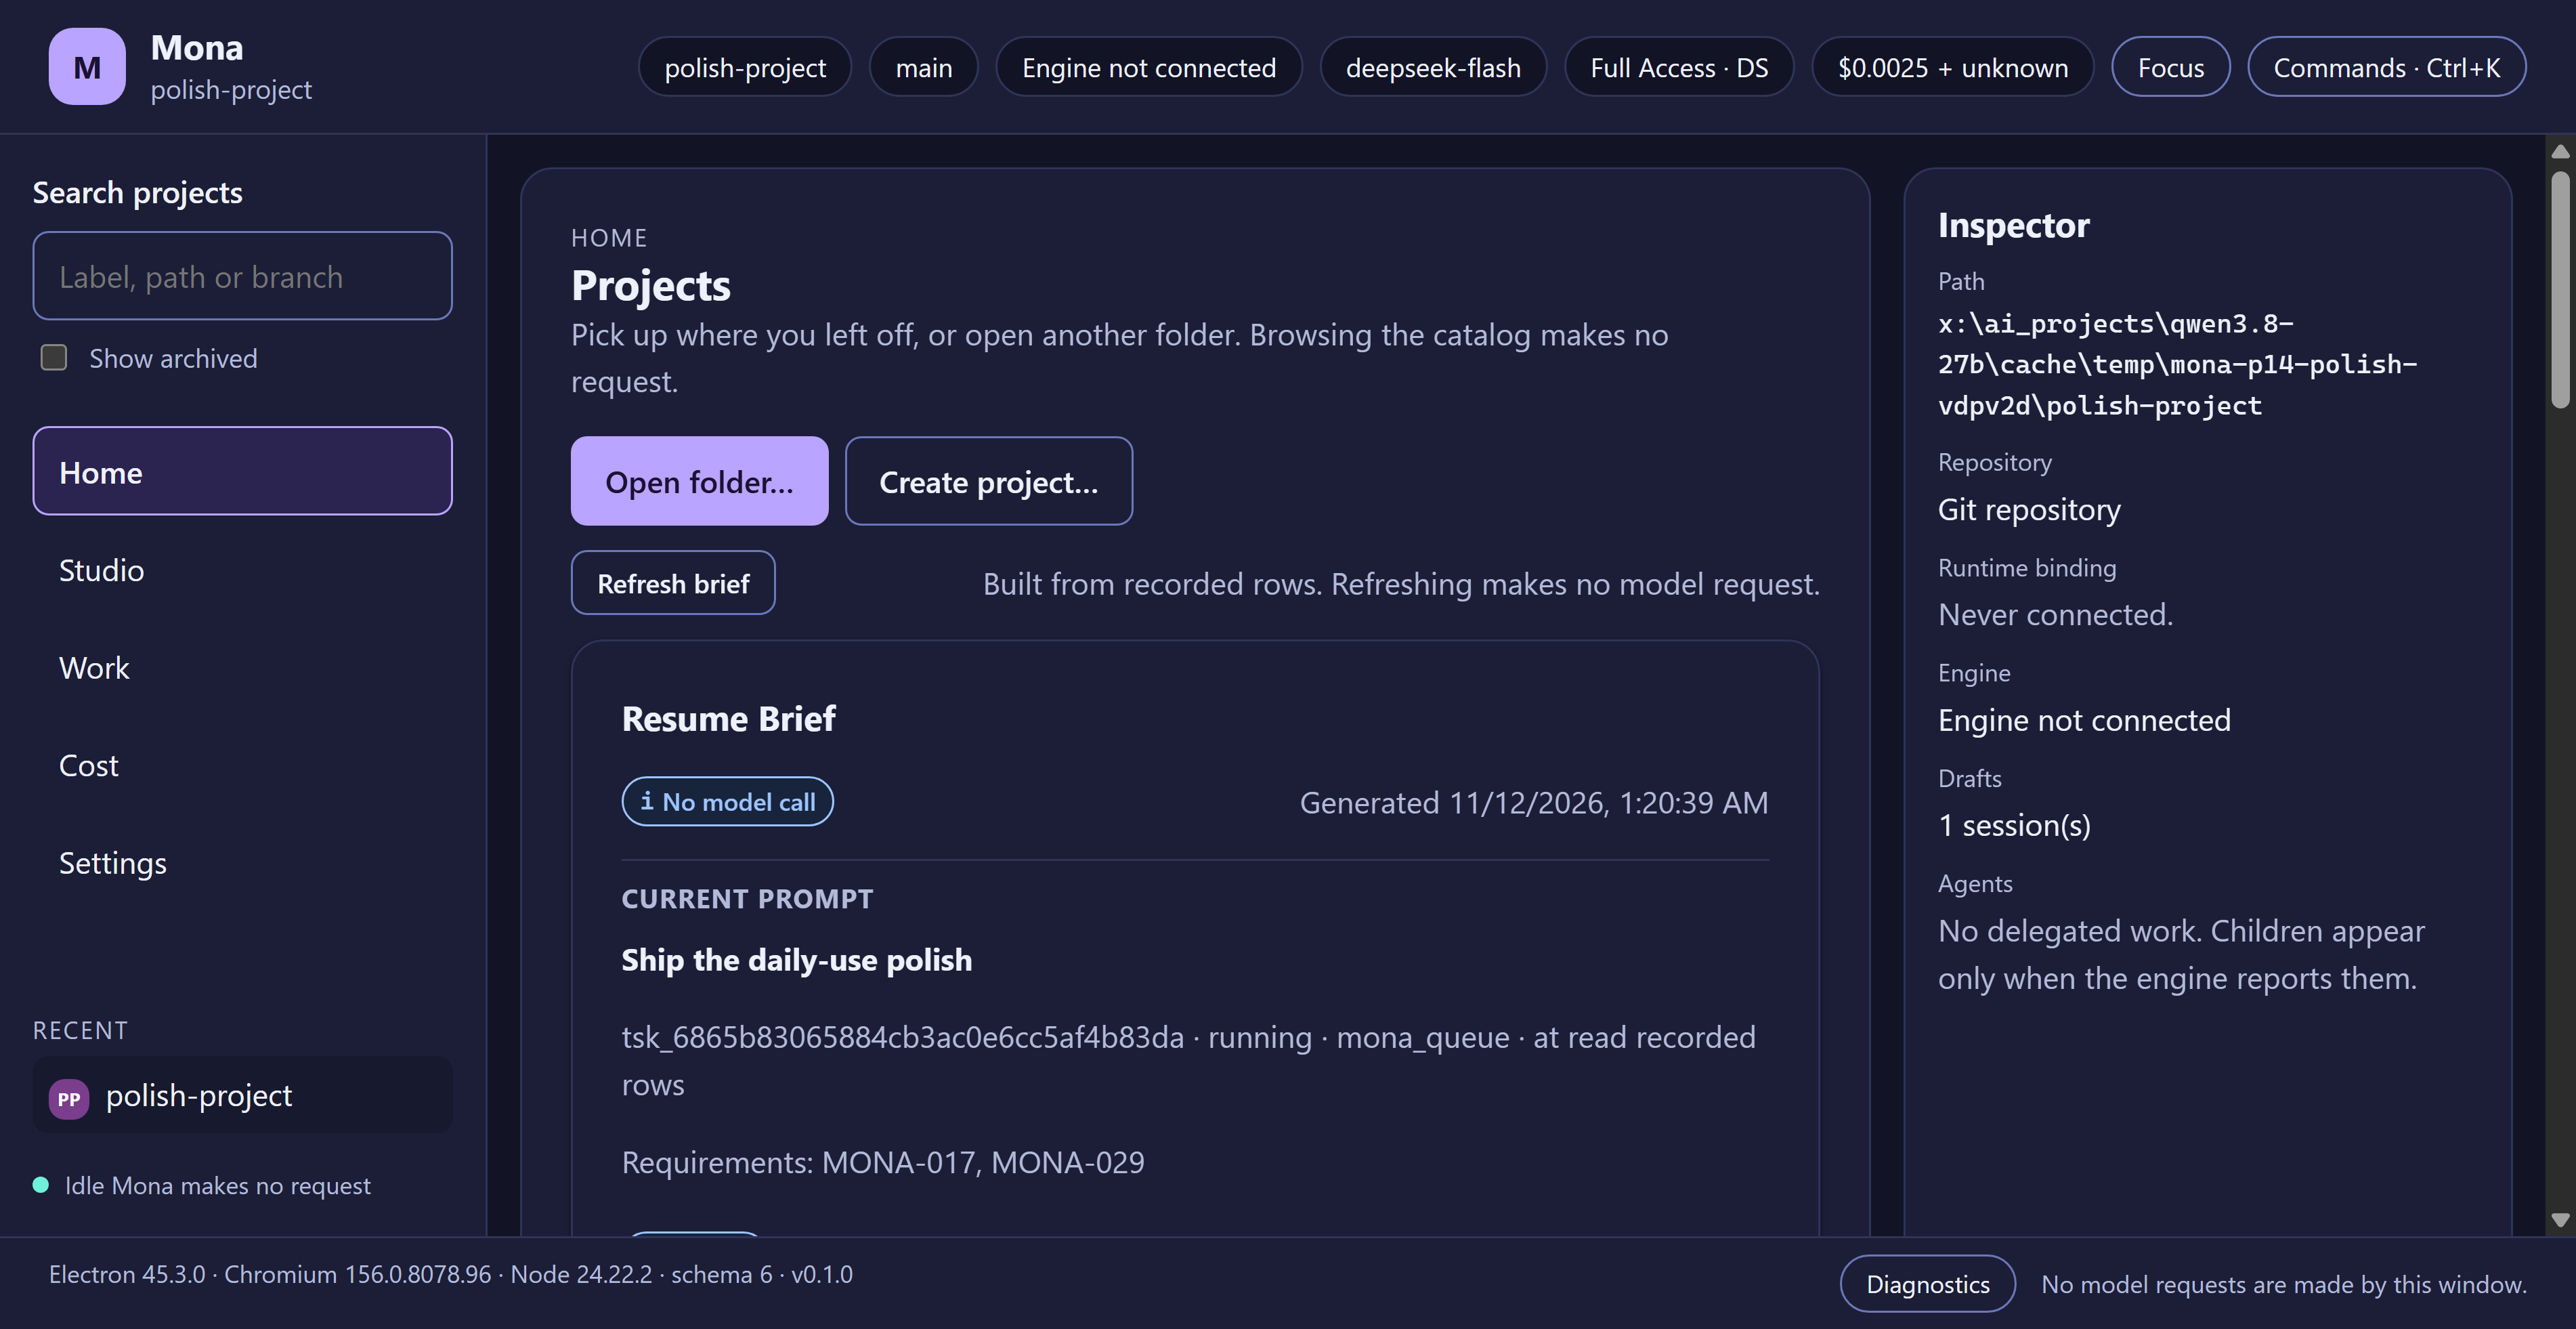 M
Mona
polish-project
polish-project
main
Engine not connected
deepseek-flash
Full Access · DS
$0.0025 + unknown
Focus
Commands · Ctrl+K
Search projects
Label, path or branch
Show archived
Home
Studio
Work
Cost
Settings
RECENT
PP polish-project
Idle Mona makes no request
HOME
Projects
Pick up where you left off, or open another folder. Browsing the catalog makes no
request.
Open folder...
Create project...
Refresh brief
Built from recorded rows. Refreshing makes no model request.
Resume Brief
i No model call
Generated 11/12/2026, 1:20:39 AM
CURRENT PROMPT
Ship the daily-use polish
tsk_6865b83065884cb3ac0e6cc5af4b83da · running · mona_queue · at read recorded
rows
Requirements: MONA-017, MONA-029
Inspector
Path
x:\ai_projects\qwen3.8-
27b\cache\temp\mona-p14-polish-
vdpv2d\polish-project
Repository
Git repository
Runtime binding
Never connected.
Engine
Engine not connected
Drafts
1 session(s)
Agents
No delegated work. Children appear
only when the engine reports them.
Electron 45.3.0 · Chromium 156.0.8078.96 · Node 24.22.2 · schema 6 · v0.1.0
Diagnostics
No model requests are made by this window.